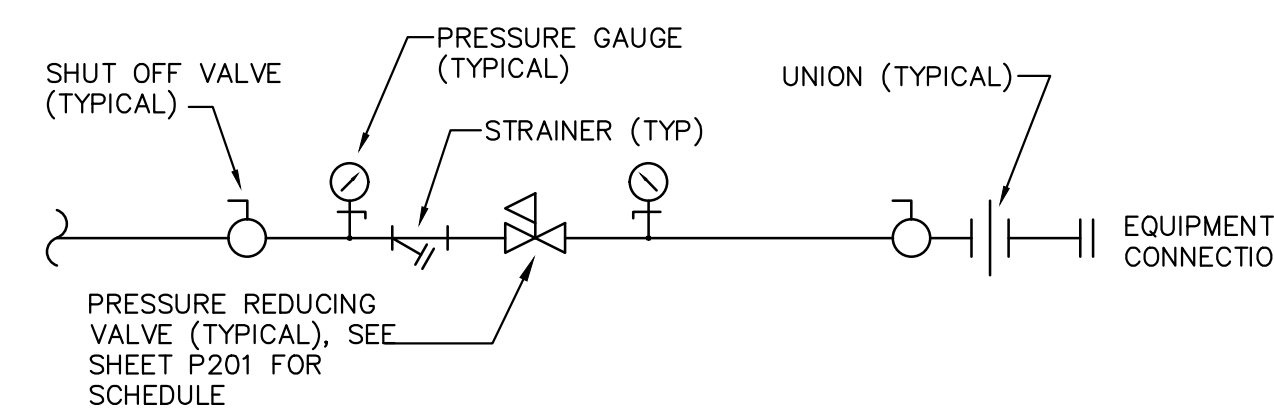 PRESSURE GAUGE
(TYPICAL)
SHUT OFF VALVE
(TYPICAL)
UNION (TYPICAL)
STRAINER (TYP)
EQUIPMENT
CONNECTIO
PRESSURE REDUCING
VALVE (TYPICAL), SEE
SHEET P201 FOR
SCHEDULE